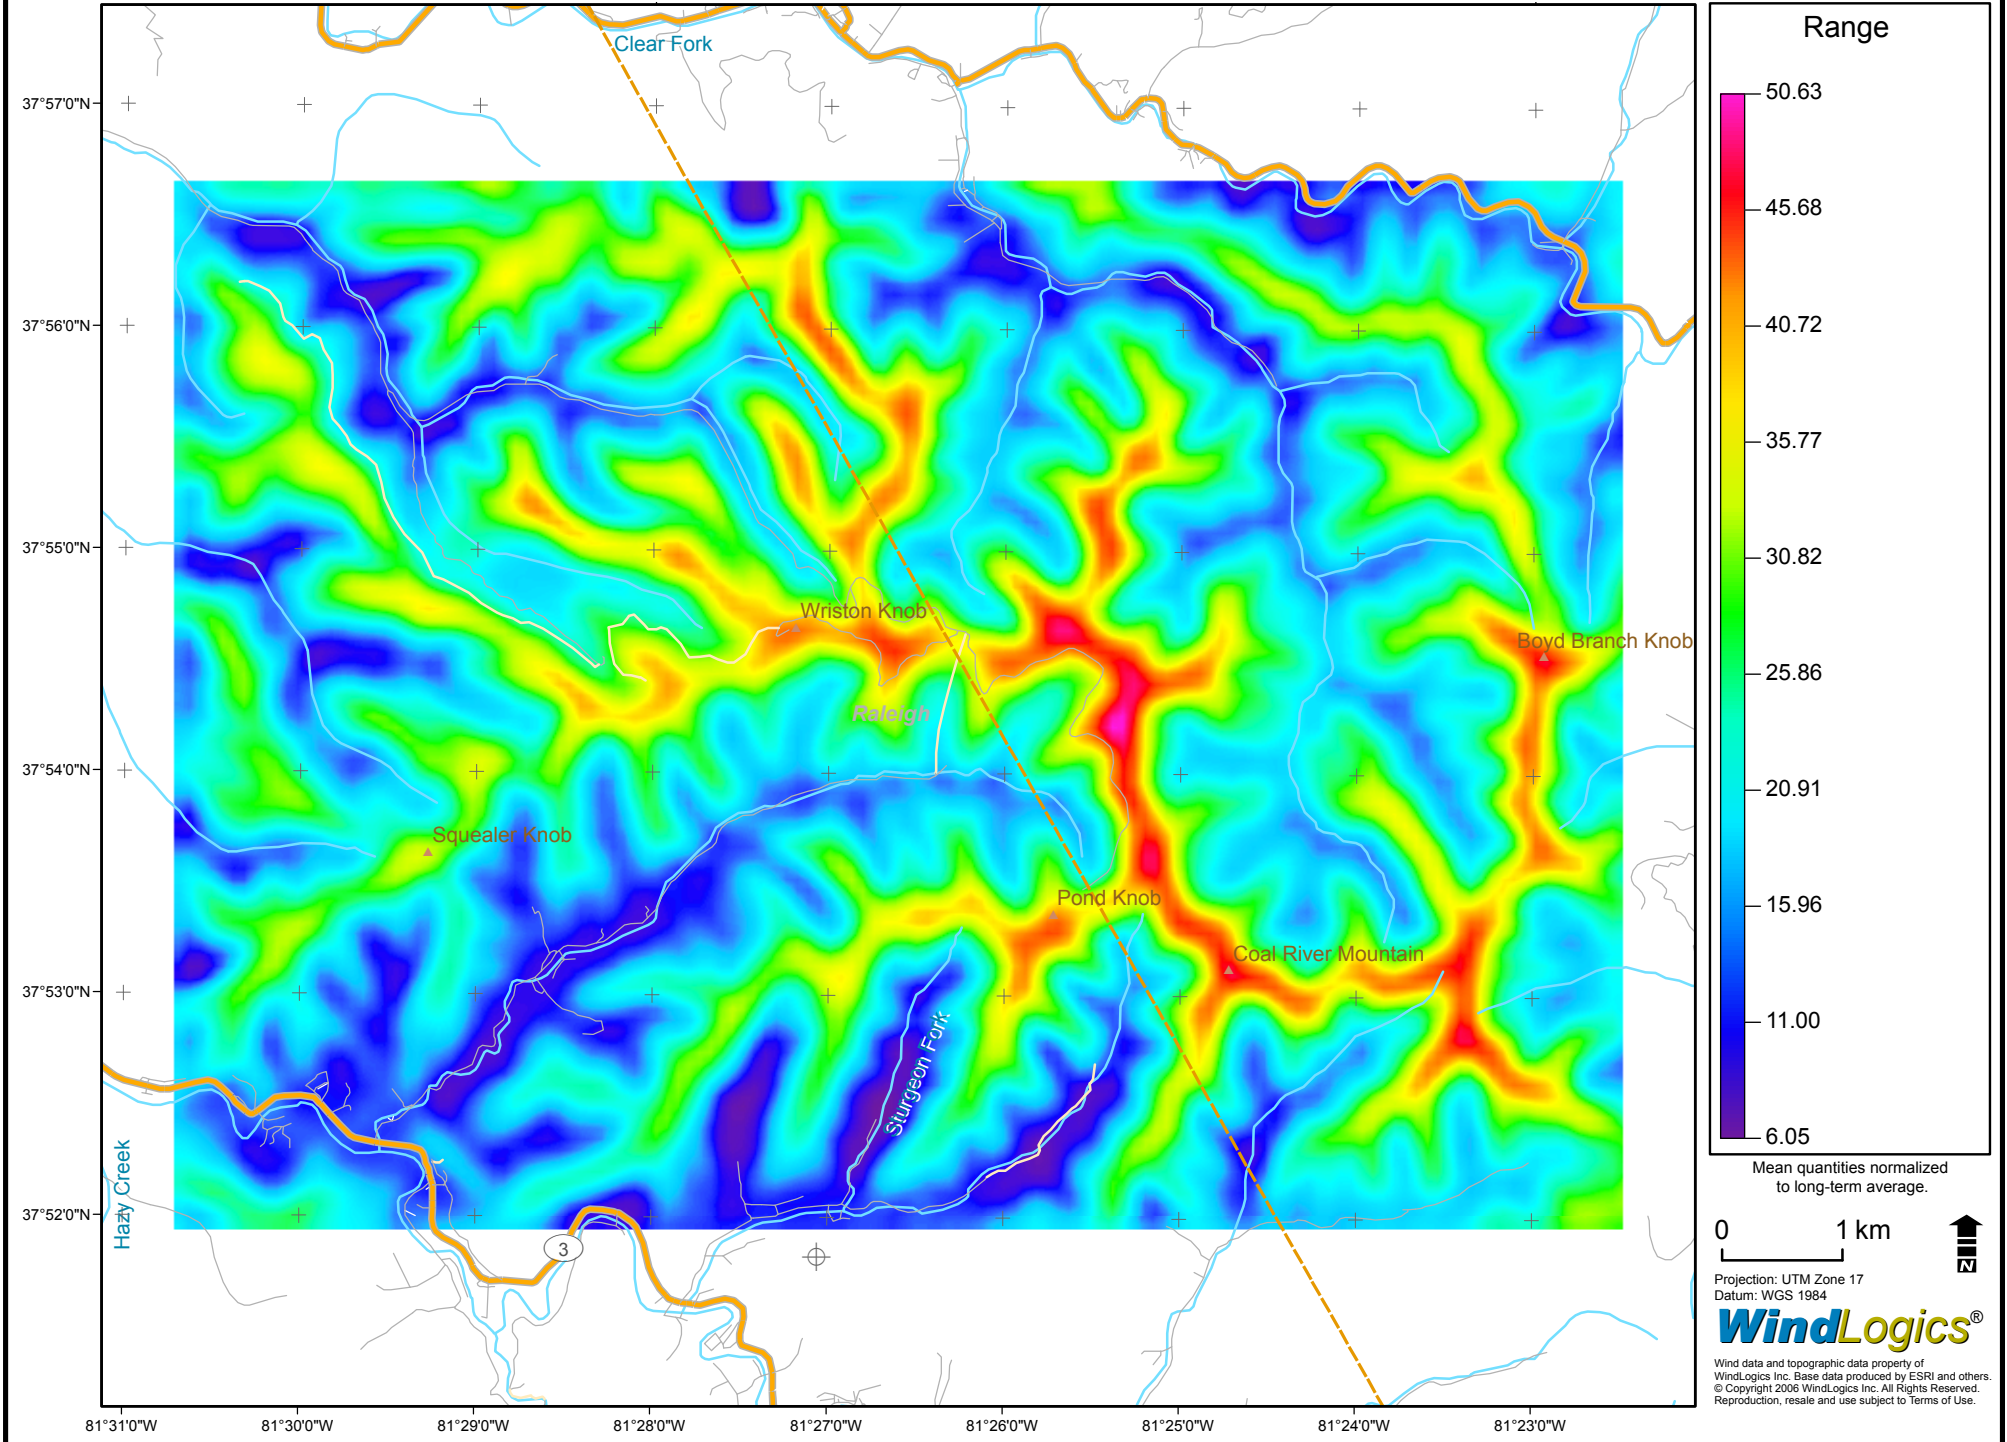 Clear Fork
37°57'0"N
37°56'0"N
37°55'0"N
37°54'0"N
37°53'0"N
37°52'0"N
Wriston Knob
Boyd Branch Knob
Raleigh
Squealer Knob
Pond Knob
Coal River Mountain
Sturgeon Fork
Hazy Creek
3
81°31'0"W
81°30'0"W
81°29'0"W
81°28'0"W
81°27'0"W
81°26'0"W
81°25'0"W
81°24'0"W
81°23'0"W
Range
50.63
45.68
40.72
35.77
30.82
25.86
20.91
15.96
11.00
6.05
Mean quantities normalized
to long-term average.
0 1 km
N
Projection: UTM Zone 17
Datum: WGS 1984
WindLogics®
Wind data and topographic data property of
WindLogics Inc. Base data produced by ESRI and others.
© Copyright 2006 WindLogics Inc. All Rights Reserved.
Reproduction, resale and use subject to Terms of Use.